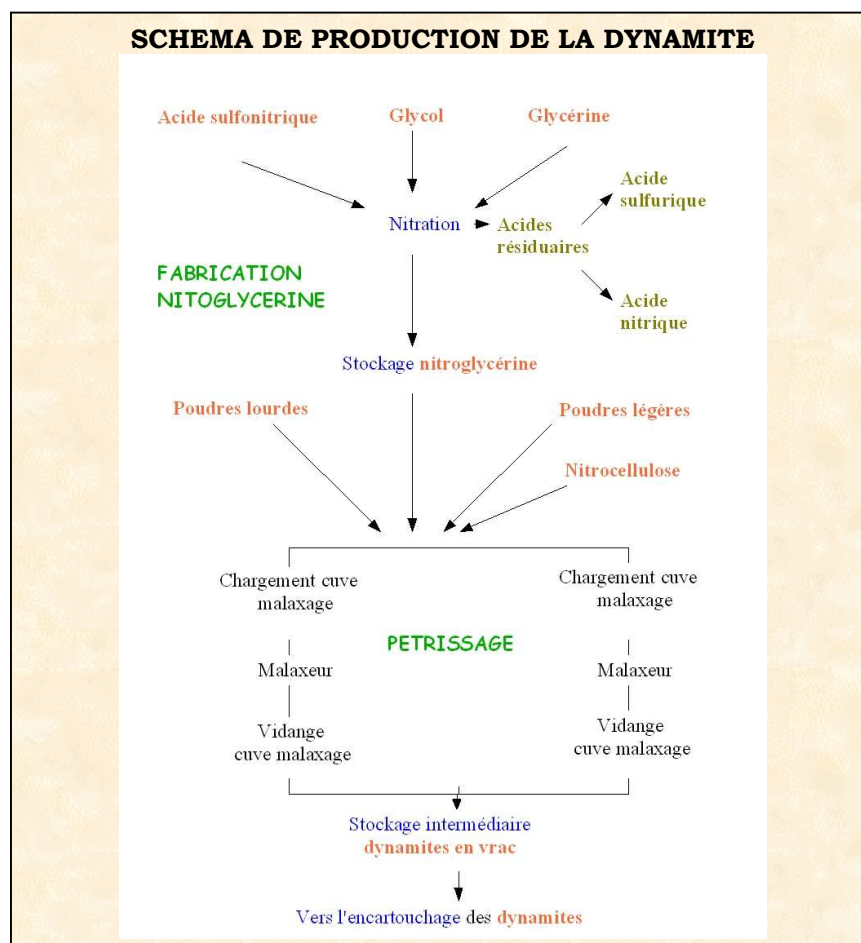 SCHEMA DE PRODUCTION DE LA DYNAMITE
Acide sulfonitrique
Glycol
Glycérine
Acide
sulfurique
Nitration
Acides
résiduaires
FABRICATION
NITOGLYCERINE
Acide
nitrique
Stockage nitroglycérine
Poudres lourdes
Poudres légères
Nitrocellulose
Chargement cuve
malaxage
Chargement cuve
malaxage
PETRISSAGE
Malaxeur
Malaxeur
Vidange
cuve malaxage
Vidange
cuve malaxage
Stockage intermédiaire
dynamites en vrac
Vers l'encartouchage des dynamites